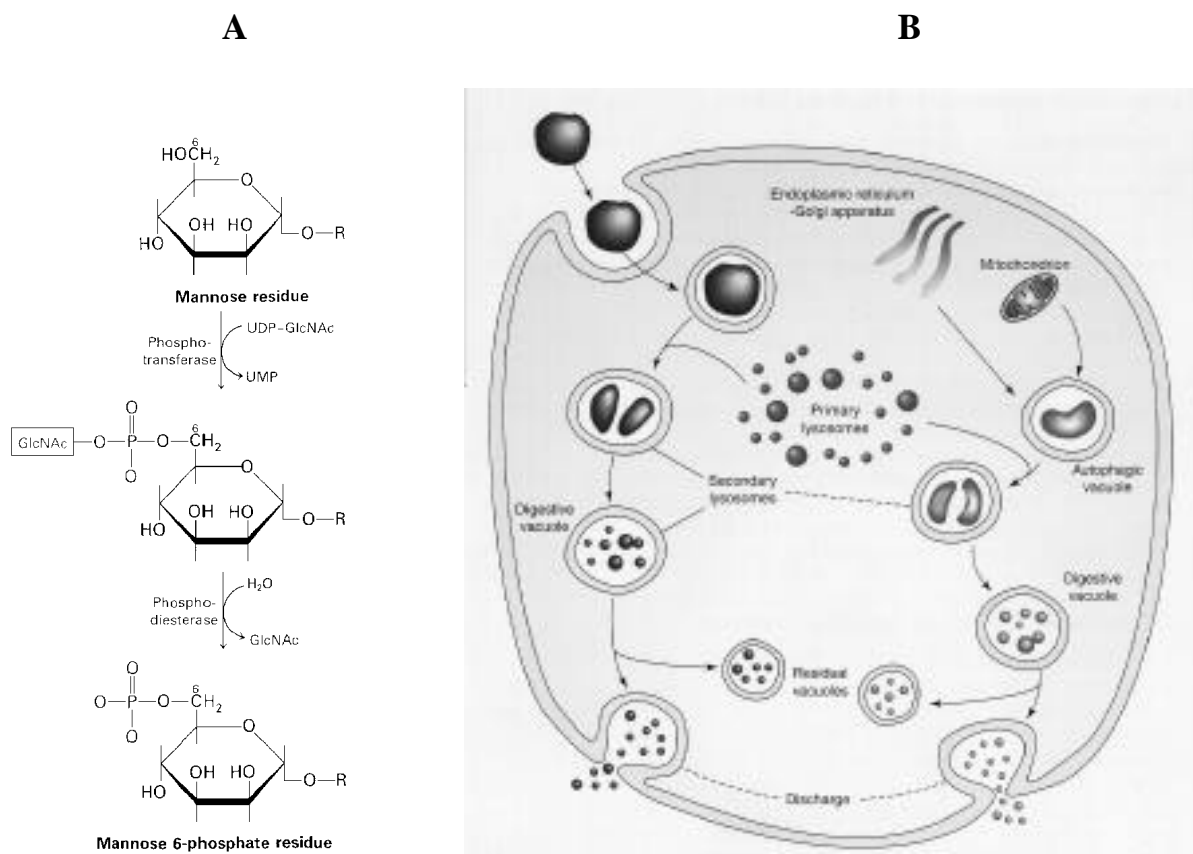 A
B
6
HOCH2
O
OH HO
HO
O–R
Mannose residue
Phospho-
transferase
UDP–GlcNAc
UMP
O
GlcNAc–O–P–O–CH2
6
O
O
OH HO
HO
O–R
Phospho-
diesterase
H2O
GlcNAc
O
O–P–O–CH2
6
O
O
OH HO
HO
O–R
Mannose 6-phosphate residue
Endoplasmic reticulum
-Golgi apparatus
Mitochondrion
Primary
lysosomes
Autophagic
vacuole
Secondary
lysosomes
Digestive
vacuole
Digestive
vacuole
Residual
vacuoles
Discharge